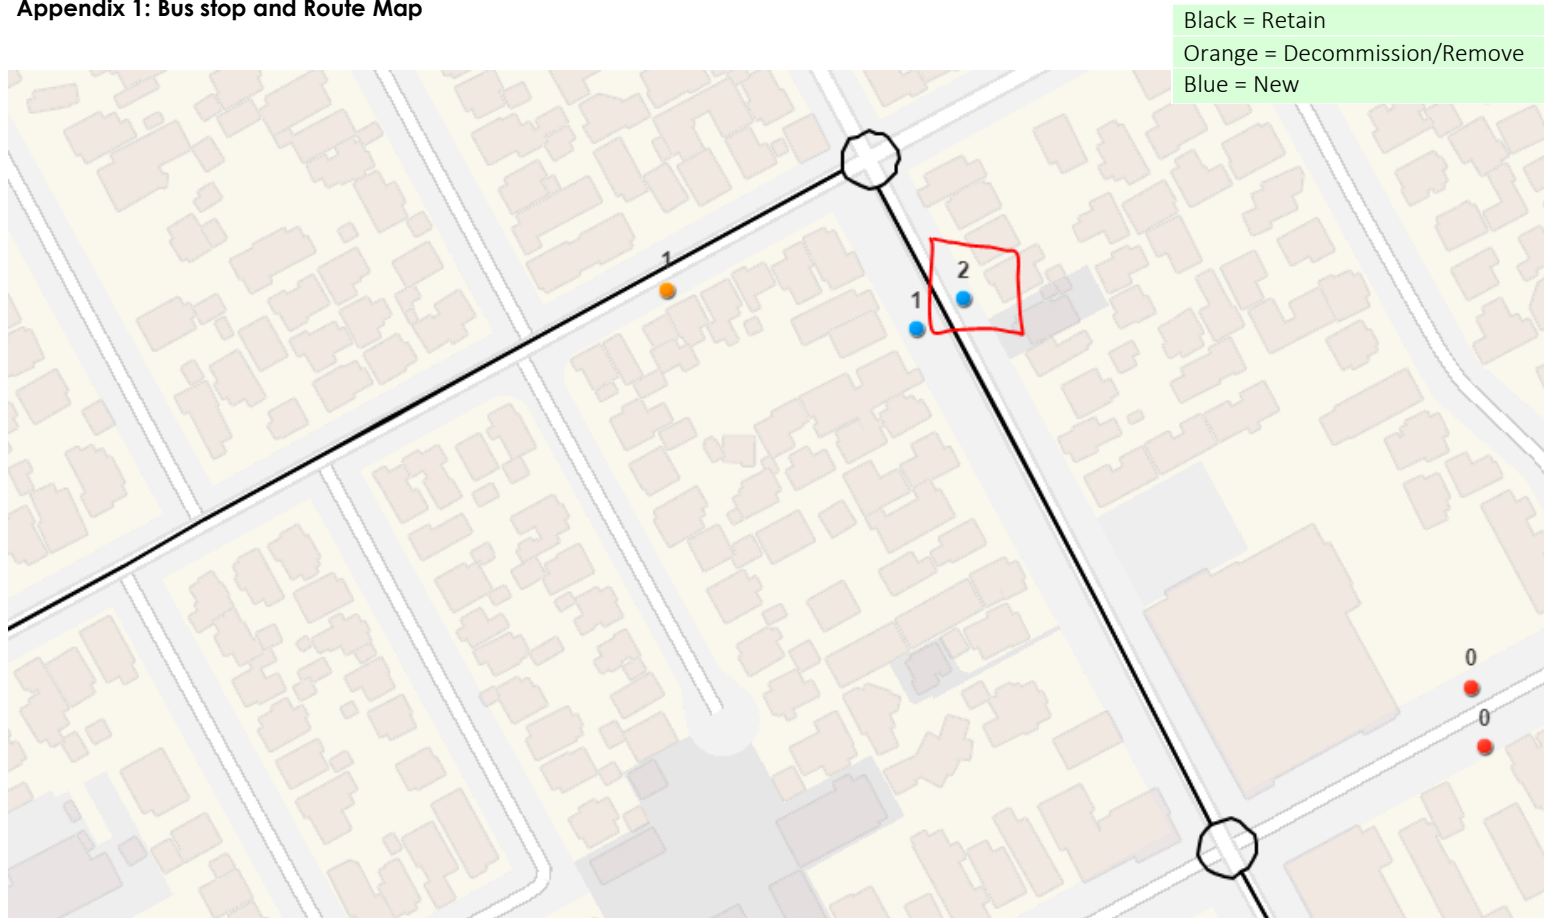 Appendix 1: Bus stop and Route Map
Black = Retain
Orange = Decommission/Remove
Blue = New
1
2
1
0
0